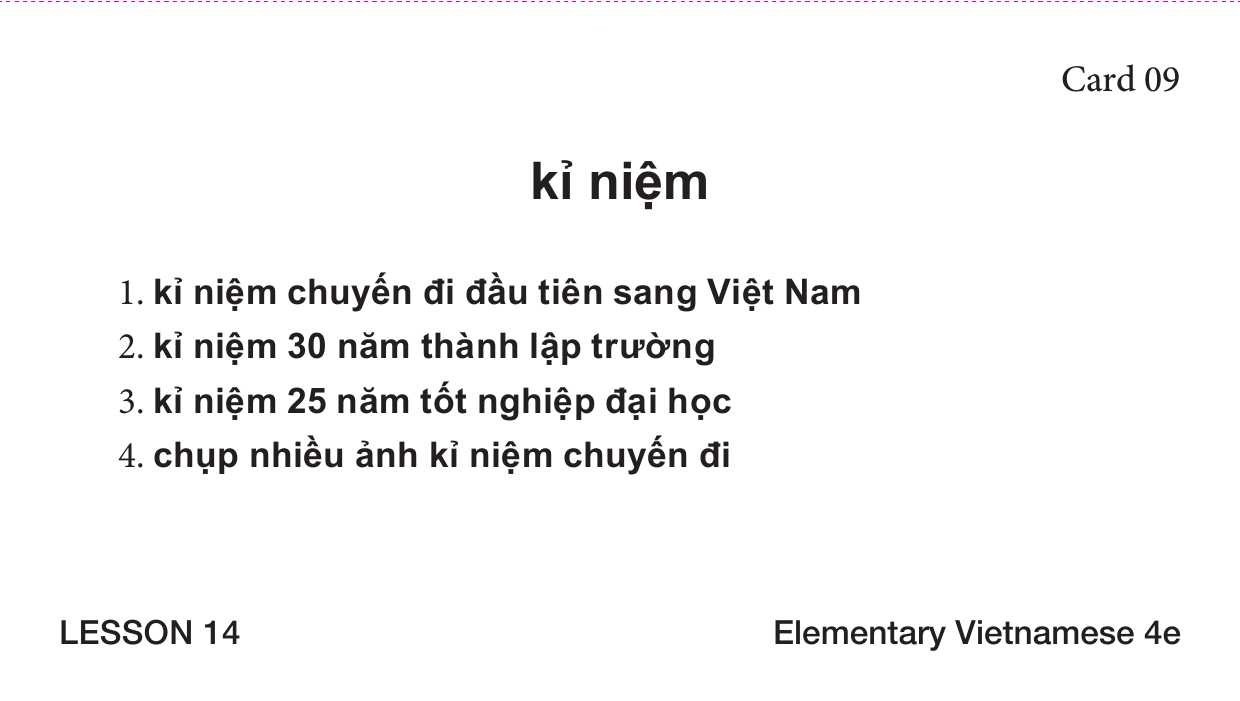 Card 09
kỉ niệm
1. kỉ niệm chuyến đi đầu tiên sang Việt Nam
2. kỉ niệm 30 năm thành lập trường
3. kỉ niệm 25 năm tốt nghiệp đại học
4. chụp nhiều ảnh kỉ niệm chuyến đi
LESSON 14
Elementary Vietnamese 4e